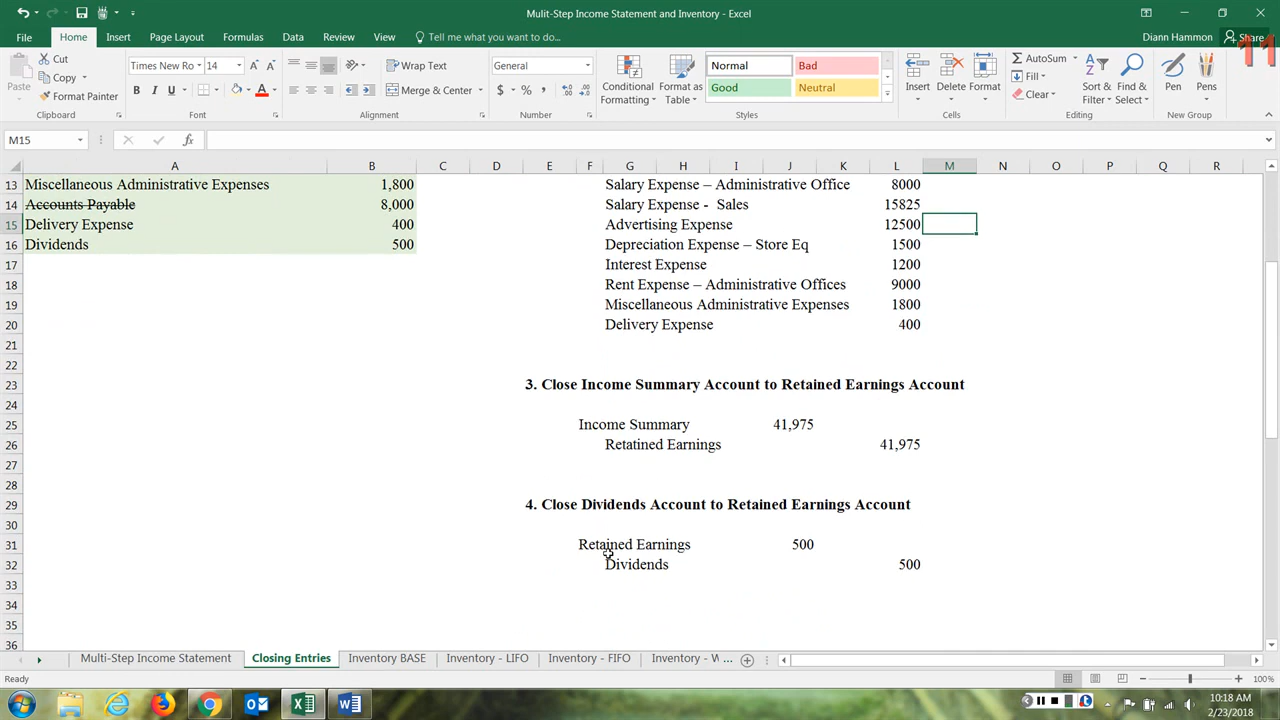 Mulit-Step Income Statement and Inventory - Excel
File Home Insert Page Layout Formulas Data Review View Tell me what you want to do... Diann Hammon Share
11
Paste Cut Copy Format Painter Clipboard
Times New Ro 14 A A B I U A Font
Wrap Text Merge & Center Alignment
General $ % , Number
Conditional Formatting Format as Table Normal Bad Good Neutral Styles
Insert Delete Format Cells
AutoSum Fill Clear Sort & Filter Find & Select Editing
Pen Pens New Group
M15 fx
A B C D E F G H I J K L M N O P Q R
13 Miscellaneous Administrative Expenses 1,800 Salary Expense – Administrative Office 8000
14 Accounts Payable 8,000 Salary Expense - Sales 15825
15 Delivery Expense 400 Advertising Expense 12500
16 Dividends 500 Depreciation Expense – Store Eq 1500
17 Interest Expense 1200
18 Rent Expense – Administrative Offices 9000
19 Miscellaneous Administrative Expenses 1800
20 Delivery Expense 400
21
22
23 3. Close Income Summary Account to Retained Earnings Account
24
25 Income Summary 41,975
26 Retatined Earnings 41,975
27
28
29 4. Close Dividends Account to Retained Earnings Account
30
31 Retained Earnings 500
32 Dividends 500
33
34
35
36
Multi-Step Income Statement Closing Entries Inventory BASE Inventory - LIFO Inventory - FIFO Inventory - W ...
Ready 100%
10:18 AM
2/23/2018